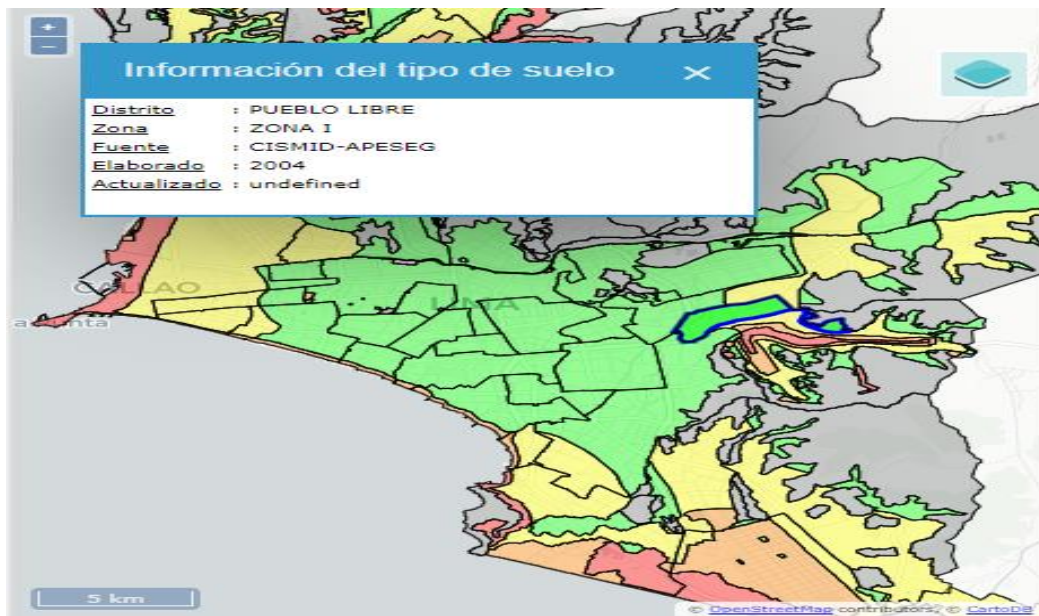 +
−
Información del tipo de suelo ×
Distrito : PUEBLO LIBRE
Zona : ZONA I
Fuente : CISMID-APESEG
Elaborado : 2004
Actualizado : undefined
CALLAO
LIMA
5 km
© OpenStreetMap contributors, © CartoDB